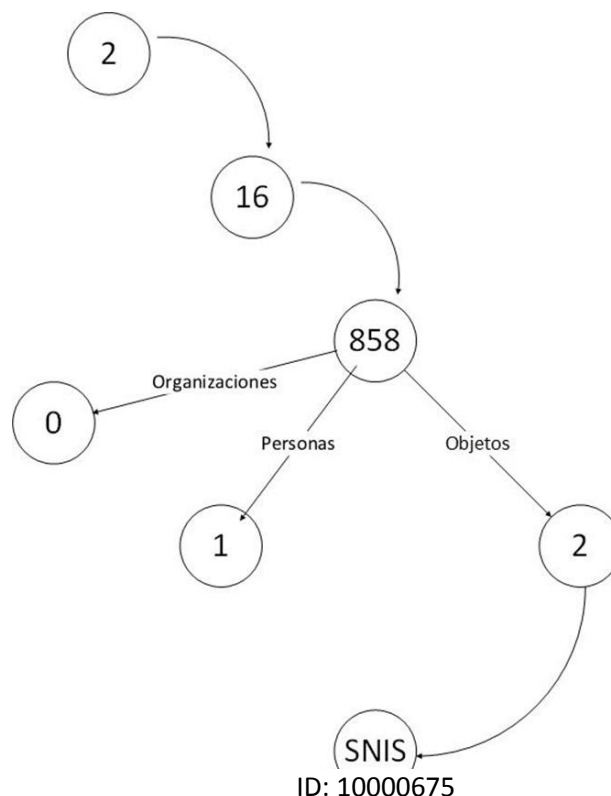 2
16
858
Organizaciones
0
Personas
Objetos
1
2
SNIS
ID: 10000675